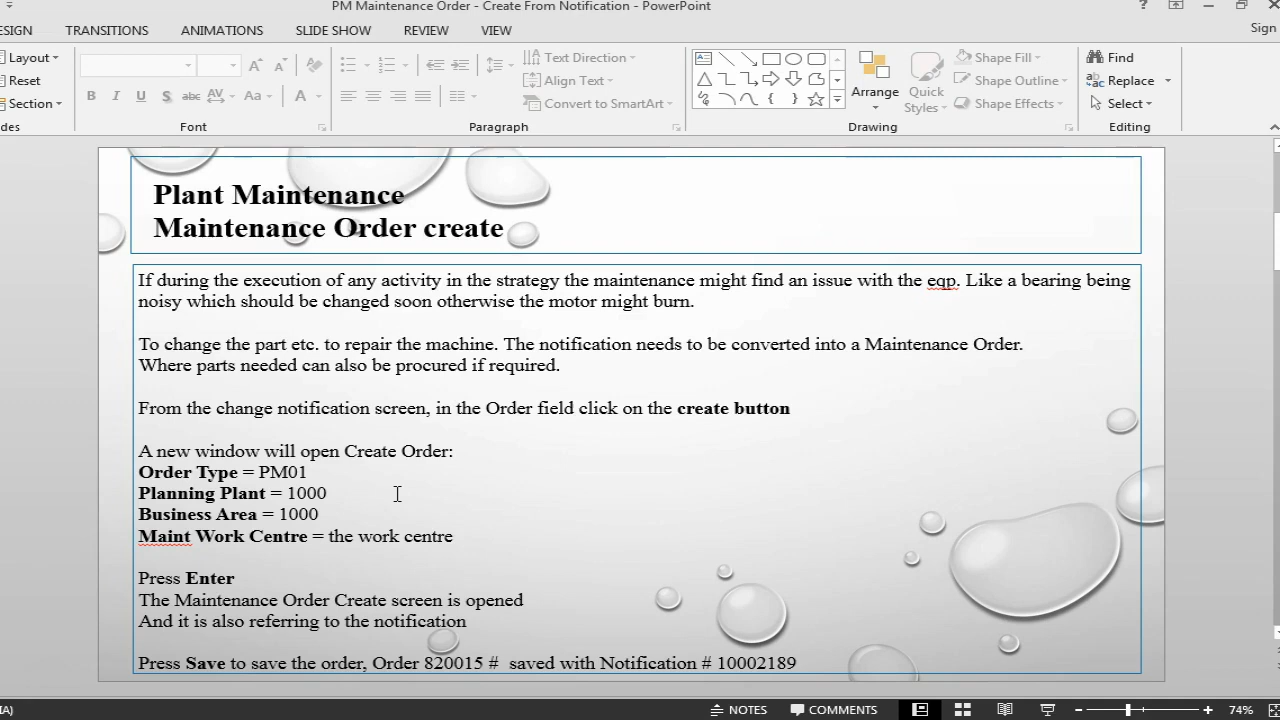 PM Maintenance Order - Create From Notification - PowerPoint
?
Sign
ESIGN TRANSITIONS ANIMATIONS SLIDE SHOW REVIEW VIEW
Layout
Reset
Section
des
B I U S abc AV Aa A
Font
Text Direction
Align Text
Convert to SmartArt
Paragraph
Arrange
Quick Styles
Shape Fill
Shape Outline
Shape Effects
Drawing
Find
Replace
Select
Editing
Plant Maintenance
Maintenance Order create
If during the execution of any activity in the strategy the maintenance might find an issue with the eqp. Like a bearing being
noisy which should be changed soon otherwise the motor might burn.
To change the part etc. to repair the machine. The notification needs to be converted into a Maintenance Order.
Where parts needed can also be procured if required.
From the change notification screen, in the Order field click on the create button
A new window will open Create Order:
Order Type = PM01
Planning Plant = 1000
Business Area = 1000
Maint Work Centre = the work centre
Press Enter
The Maintenance Order Create screen is opened
And it is also referring to the notification
Press Save to save the order, Order 820015 # saved with Notification # 10002189
IA) NOTES COMMENTS 74%